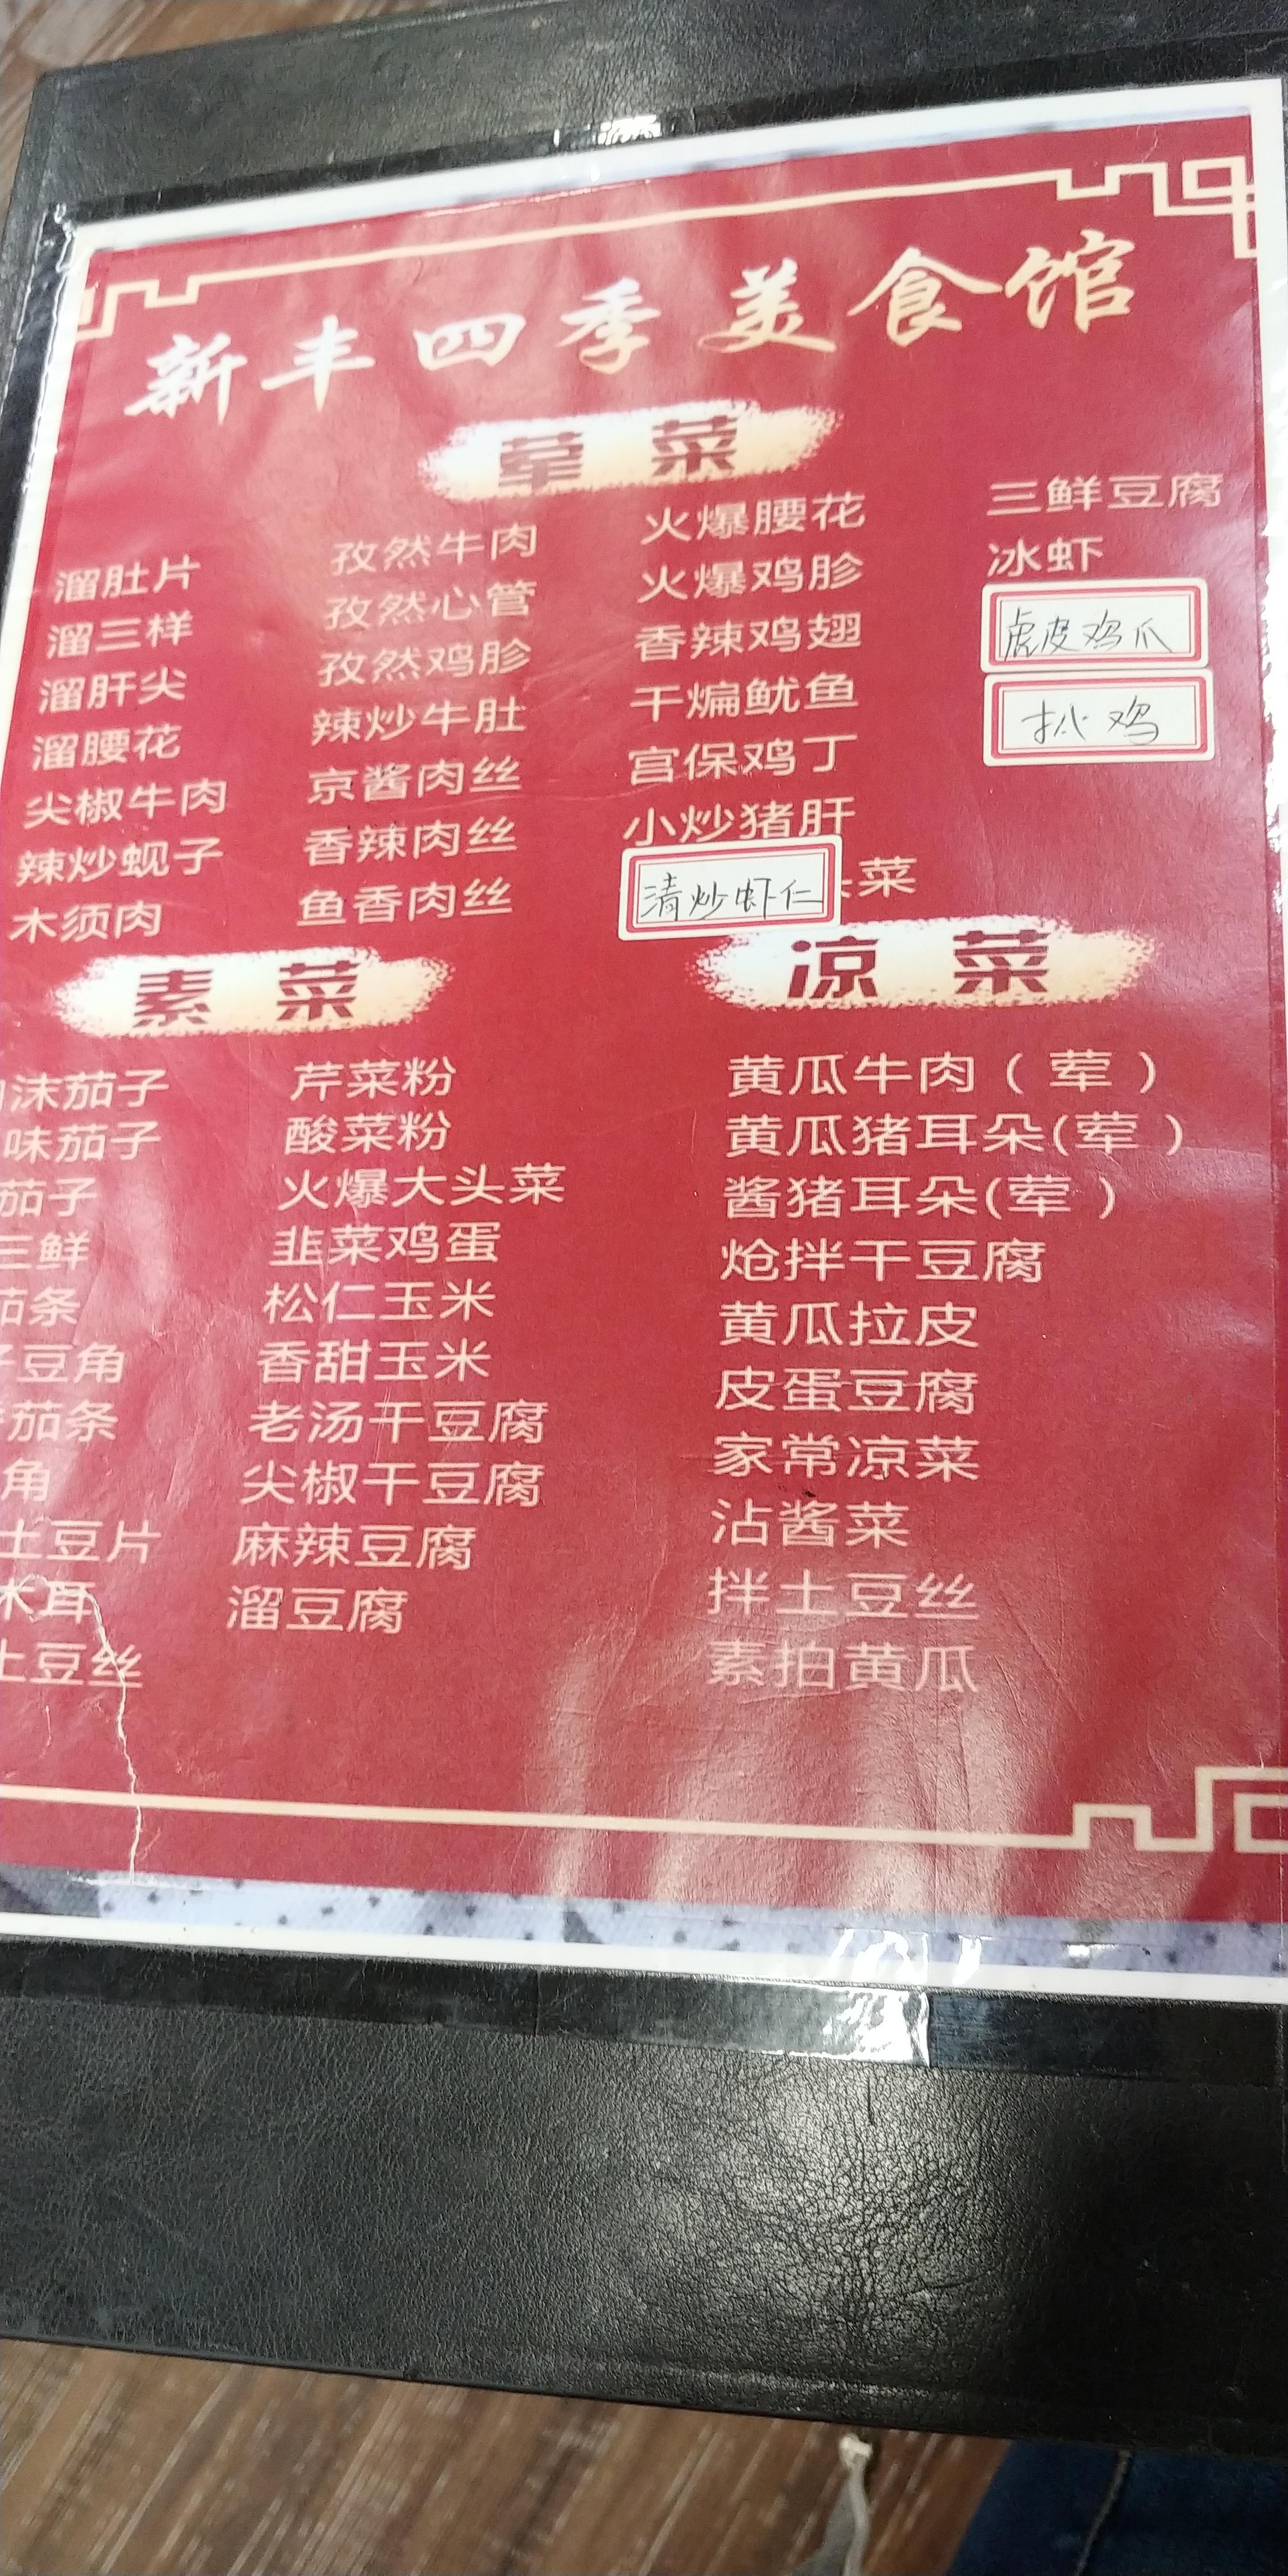 新丰四季美食馆
荤菜
溜肚片
溜三样
溜肝尖
溜腰花
尖椒牛肉
辣炒蚬子
木须肉
孜然牛肉
孜然心管
孜然鸡胗
辣炒牛肚
京酱肉丝
香辣肉丝
鱼香肉丝
火爆腰花
火爆鸡胗
香辣鸡翅
干煸鱿鱼
宫保鸡丁
小炒猪肝
清炒虾仁
菜
三鲜豆腐
冰虾
虎皮鸡爪
扒鸡
素菜
沫茄子
味茄子
茄子
三鲜
茄条
豆角
茄条
角
土豆片
木耳
土豆丝
芹菜粉
酸菜粉
火爆大头菜
韭菜鸡蛋
松仁玉米
香甜玉米
老汤干豆腐
尖椒干豆腐
麻辣豆腐
溜豆腐
凉菜
黄瓜牛肉（荤）
黄瓜猪耳朵(荤）
酱猪耳朵(荤）
炝拌干豆腐
黄瓜拉皮
皮蛋豆腐
家常凉菜
沾酱菜
拌土豆丝
素拍黄瓜